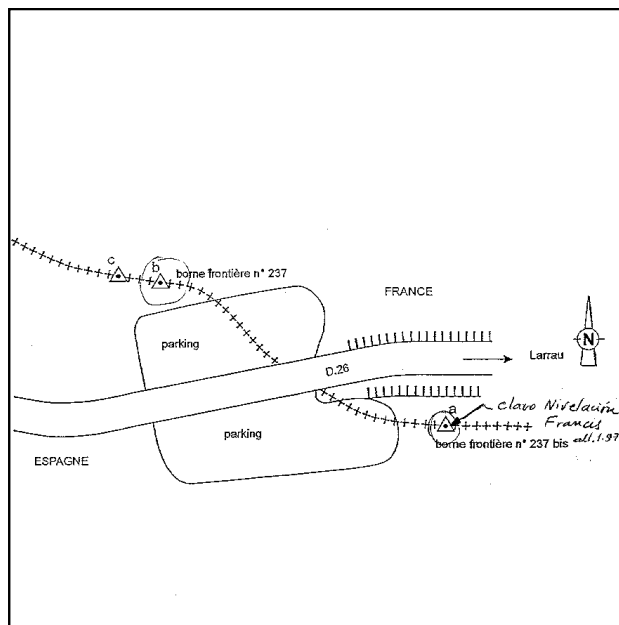 c
b
borne frontière n° 237
FRANCE
parking
N
Larrau
D.26
a
clavo Nivelación
Francés
parking
borne frontière n° 237 bis
ESPAGNE